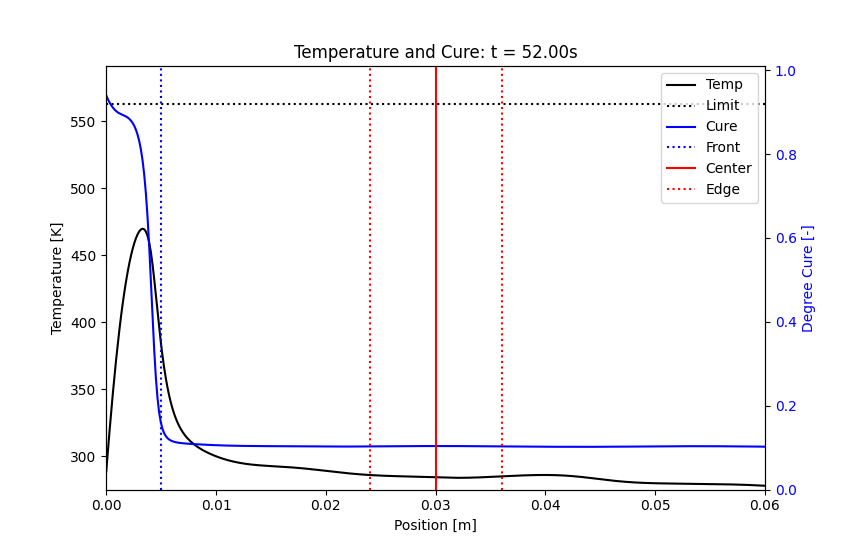 Temperature and Cure: t = 52.00s
Temp
Limit
Cure
Front
Center
Edge
Temperature [K]
550
500
450
400
350
300
1.0
0.8
0.6
0.4
0.2
0.0
Degree Cure [-]
0.00
0.01
0.02
0.03
0.04
0.05
0.06
Position [m]